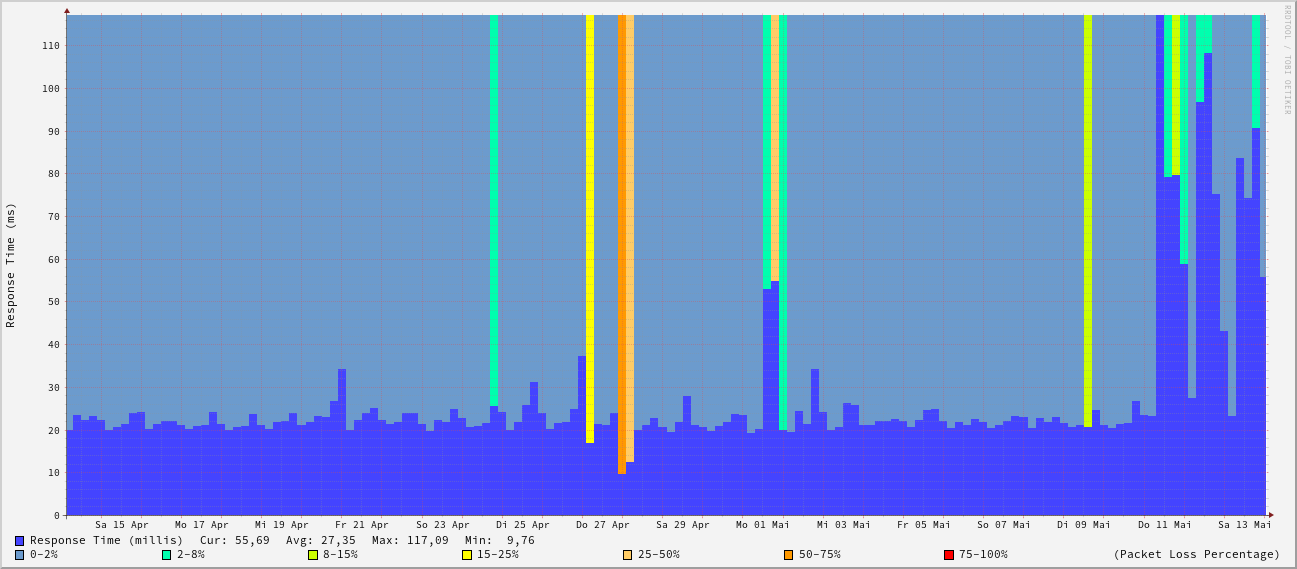 RRDTOOL / TOBI OETIKER
Response Time (ms)
110
100
90
80
70
60
50
40
30
20
10
0
Sa 15 Apr Mo 17 Apr Mi 19 Apr Fr 21 Apr So 23 Apr Di 25 Apr Do 27 Apr Sa 29 Apr Mo 01 Mai Mi 03 Mai Fr 05 Mai So 07 Mai Di 09 Mai Do 11 Mai Sa 13 Mai
Response Time (millis) Cur: 55,69 Avg: 27,35 Max: 117,09 Min: 9,76
0-2% 2-8% 8-15% 15-25% 25-50% 50-75% 75-100% (Packet Loss Percentage)